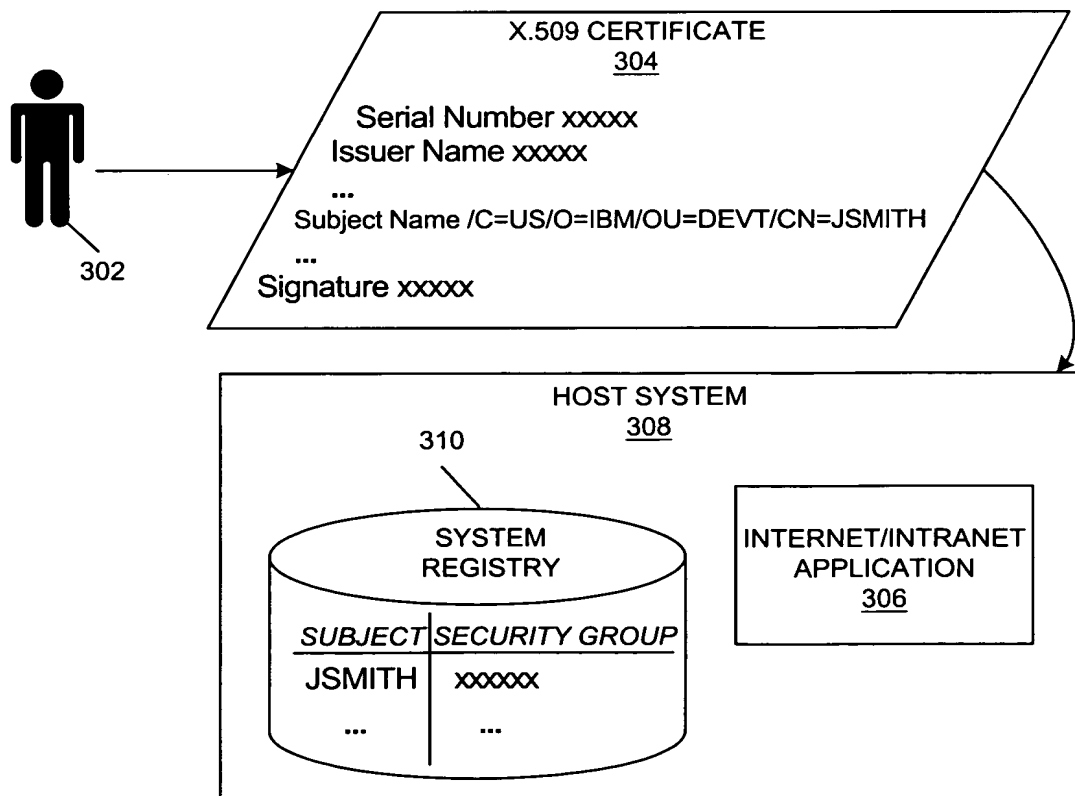 X.509 CERTIFICATE
304
Serial Number xxxxx
Issuer Name xxxxx
...
Subject Name /C=US/O=IBM/OU=DEVT/CN=JSMITH
...
Signature xxxxx
302
HOST SYSTEM
308
310
SYSTEM
REGISTRY
SUBJECT SECURITY GROUP
JSMITH xxxxxx
... ...
INTERNET/INTRANET
APPLICATION
306